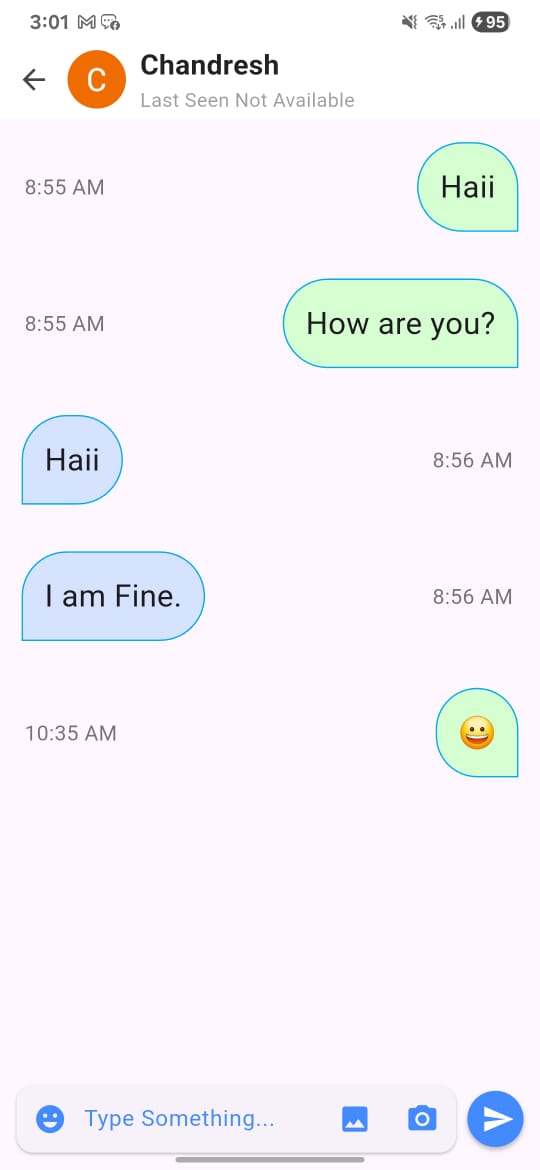 3:01
95
C
Chandresh
Last Seen Not Available
8:55 AM
Haii
8:55 AM
How are you?
Haii
8:56 AM
I am Fine.
8:56 AM
10:35 AM
😀
Type Something...